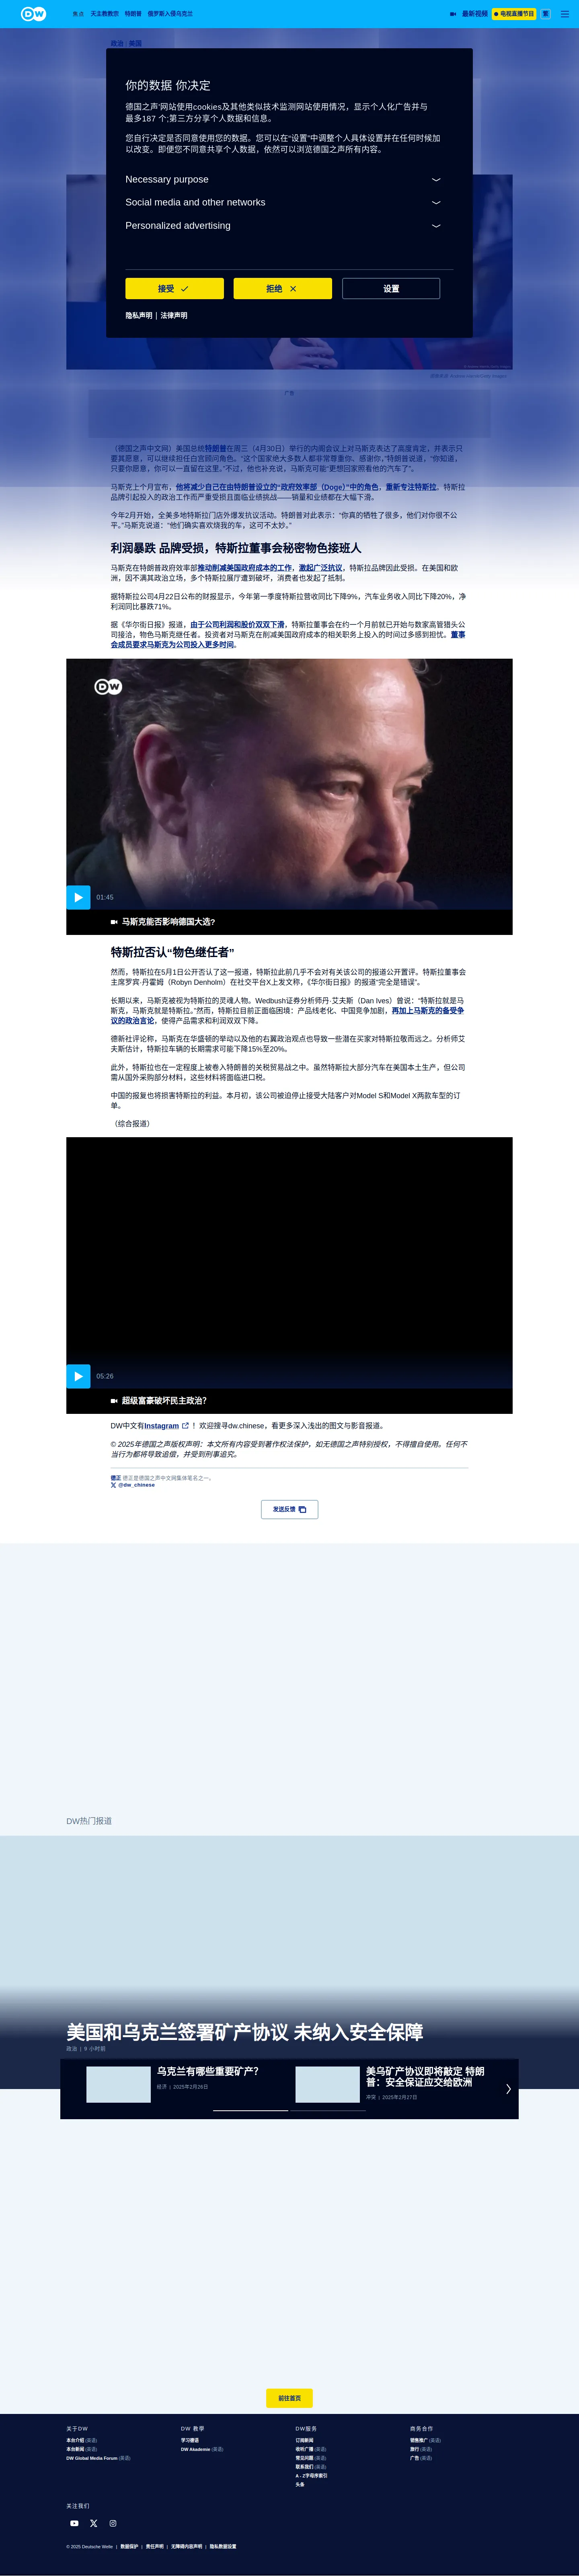 DW
焦点 天主教教宗 特朗普 俄罗斯入侵乌克兰
最新视频
电视直播节目
繁
政治 | 美国
你的数据 你决定
德国之声'网站使用cookies及其他类似技术监测网站使用情况，显示个人化广告并与
最多187 个;第三方分享个人数据和信息。
您自行决定是否同意使用您的数据。您可以在“设置”中调整个人具体设置并在任何时候加
以改变。即便您不同意共享个人数据，依然可以浏览德国之声所有内容。
Necessary purpose
Social media and other networks
Personalized advertising
接受
拒绝
设置
隐私声明 | 法律声明
广告
（德国之声中文网）美国总统特朗普在周三（4月30日）举行的内阁会议上对马斯克表达了高度肯定，并表示只
要其愿意，可以继续担任白宫顾问角色。“这个国家绝大多数人都非常尊重你、感谢你，”特朗普说道，“你知道，
只要你愿意，你可以一直留在这里。”不过，他也补充说，马斯克可能“更想回家照看他的汽车了”。
马斯克上个月宣布，他将减少自己在由特朗普设立的“政府效率部（Doge）”中的角色，重新专注特斯拉。特斯拉
品牌引起投入的政治工作而严重受损且面临业绩挑战——销量和业绩都在大幅下滑。
今年2月开始，全美多地特斯拉门店外爆发抗议活动。特朗普对此表示：“你真的牺牲了很多，他们对你很不公
平。”马斯克说道：“他们确实喜欢烧我的车，这可不太妙。”
利润暴跌 品牌受损，特斯拉董事会秘密物色接班人
马斯克在特朗普政府效率部推动削减美国政府成本的工作，激起广泛抗议，特斯拉品牌因此受损。在美国和欧
洲，因不满其政治立场，多个特斯拉展厅遭到破坏，消费者也发起了抵制。
据特斯拉公司4月22日公布的财报显示，今年第一季度特斯拉营收同比下降9%，汽车业务收入同比下降20%，净
利润同比暴跌71%。
据《华尔街日报》报道，由于公司利润和股价双双下滑，特斯拉董事会在约一个月前就已开始与数家高管猎头公
司接洽，物色马斯克继任者。投资者对马斯克在削减美国政府成本的相关职务上投入的时间过多感到担忧。董事
会成员要求马斯克为公司投入更多时间。
DW
01:45
马斯克能否影响德国大选?
特斯拉否认“物色继任者”
然而，特斯拉在5月1日公开否认了这一报道，特斯拉此前几乎不会对有关该公司的报道公开置评。特斯拉董事会
主席罗宾·丹霍姆（Robyn Denholm）在社交平台X上发文称，《华尔街日报》的报道“完全是错误”。
长期以来，马斯克被视为特斯拉的灵魂人物。Wedbush证券分析师丹·艾夫斯（Dan Ives）曾说：“特斯拉就是马
斯克，马斯克就是特斯拉。”然而，特斯拉目前正面临困境：产品线老化、中国竞争加剧，再加上马斯克的备受争
议的政治言论，使得产品需求和利润双双下降。
德新社评论称，马斯克在华盛顿的举动以及他的右翼政治观点也导致一些潜在买家对特斯拉敬而远之。分析师艾
夫斯估计，特斯拉车辆的长期需求可能下降15%至20%。
此外，特斯拉也在一定程度上被卷入特朗普的关税贸易战之中。虽然特斯拉大部分汽车在美国本土生产，但公司
需从国外采购部分材料，这些材料将面临进口税。
中国的报复也将损害特斯拉的利益。本月初，该公司被迫停止接受大陆客户对Model S和Model X两款车型的订
单。
（综合报道）
05:26
超级富豪破坏民主政治?
DW中文有Instagram ！欢迎搜寻dw.chinese，看更多深入浅出的图文与影音报道。
© 2025年德国之声版权声明：本文所有内容受到著作权法保护，如无德国之声特别授权，不得擅自使用。任何不
当行为都将导致追偿，并受到刑事追究。
德正 德正是德国之声中文网集体笔名之一。
@dw_chinese
发送反馈
DW热门报道
美国和乌克兰签署矿产协议 未纳入安全保障
政治 | 9 小时前
乌克兰有哪些重要矿产?
经济 | 2025年2月26日
美乌矿产协议即将敲定 特朗
普：安全保证应交给欧洲
冲突 | 2025年2月27日
前往首页
关于DW
本台介绍 (英语)
本台新闻 (英语)
DW Global Media Forum (英语)
DW 教學
学习德语
DW Akademie (英语)
DW服务
订阅新闻
收听广播 (英语)
常见问题 (英语)
联系我们 (英语)
A - Z字母序索引
头条
商务合作
销售推广 (英语)
旅行 (英语)
广告 (英语)
关注我们
© 2025 Deutsche Welle | 数据保护 | 责任声明 | 无障碍内容声明 | 隐私数据设置